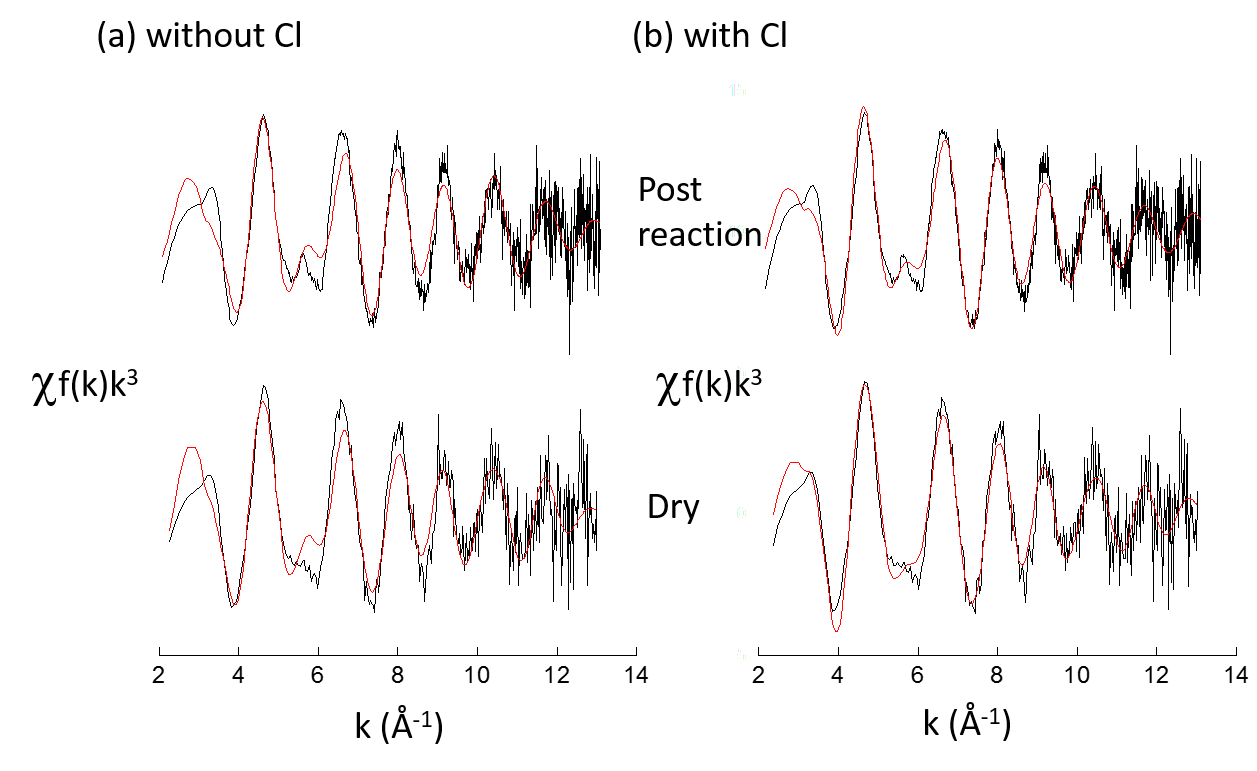 (a) without Cl
(b) with Cl
Post
reaction
χf(k)k³
χf(k)k³
Dry
2 4 6 8 10 12 14
2 4 6 8 10 12 14
k (Å⁻¹)
k (Å⁻¹)